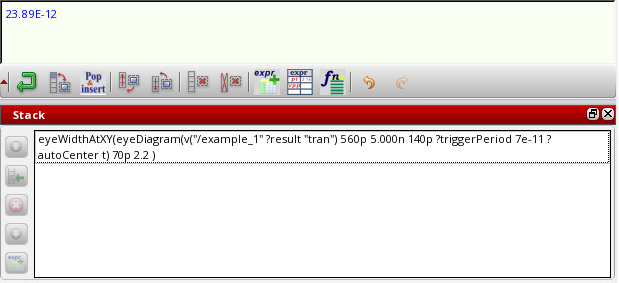 23.89E-12
Pop
&
insert
expr
expr
fn
Stack
eyeWidthAtXY(eyeDiagram(v("/example_1" ?result "tran") 560p 5.000n 140p ?triggerPeriod 7e-11 ?
autoCenter t) 70p 2.2 )
expr